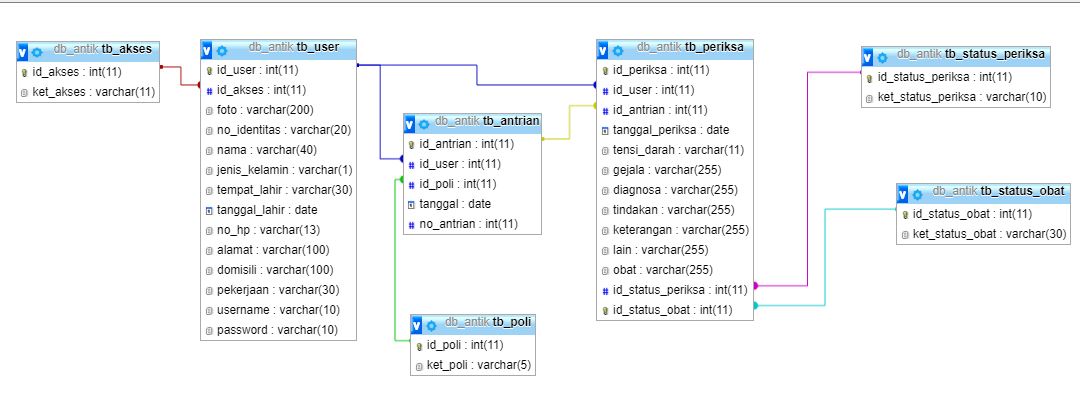 db_antik tb_akses
id_akses : int(11)
ket_akses : varchar(11)
db_antik tb_user
id_user : int(11)
id_akses : int(11)
foto : varchar(200)
no_identitas : varchar(20)
nama : varchar(40)
jenis_kelamin : varchar(1)
tempat_lahir : varchar(30)
tanggal_lahir : date
no_hp : varchar(13)
alamat : varchar(100)
domisili : varchar(100)
pekerjaan : varchar(30)
username : varchar(10)
password : varchar(10)
db_antik tb_antrian
id_antrian : int(11)
id_user : int(11)
id_poli : int(11)
tanggal : date
no_antrian : int(11)
db_antik tb_poli
id_poli : int(11)
ket_poli : varchar(5)
db_antik tb_periksa
id_periksa : int(11)
id_user : int(11)
id_antrian : int(11)
tanggal_periksa : date
tensi_darah : varchar(11)
gejala : varchar(255)
diagnosa : varchar(255)
tindakan : varchar(255)
keterangan : varchar(255)
lain : varchar(255)
obat : varchar(255)
id_status_periksa : int(11)
id_status_obat : int(11)
db_antik tb_status_periksa
id_status_periksa : int(11)
ket_status_periksa : varchar(10)
db_antik tb_status_obat
id_status_obat : int(11)
ket_status_obat : varchar(30)